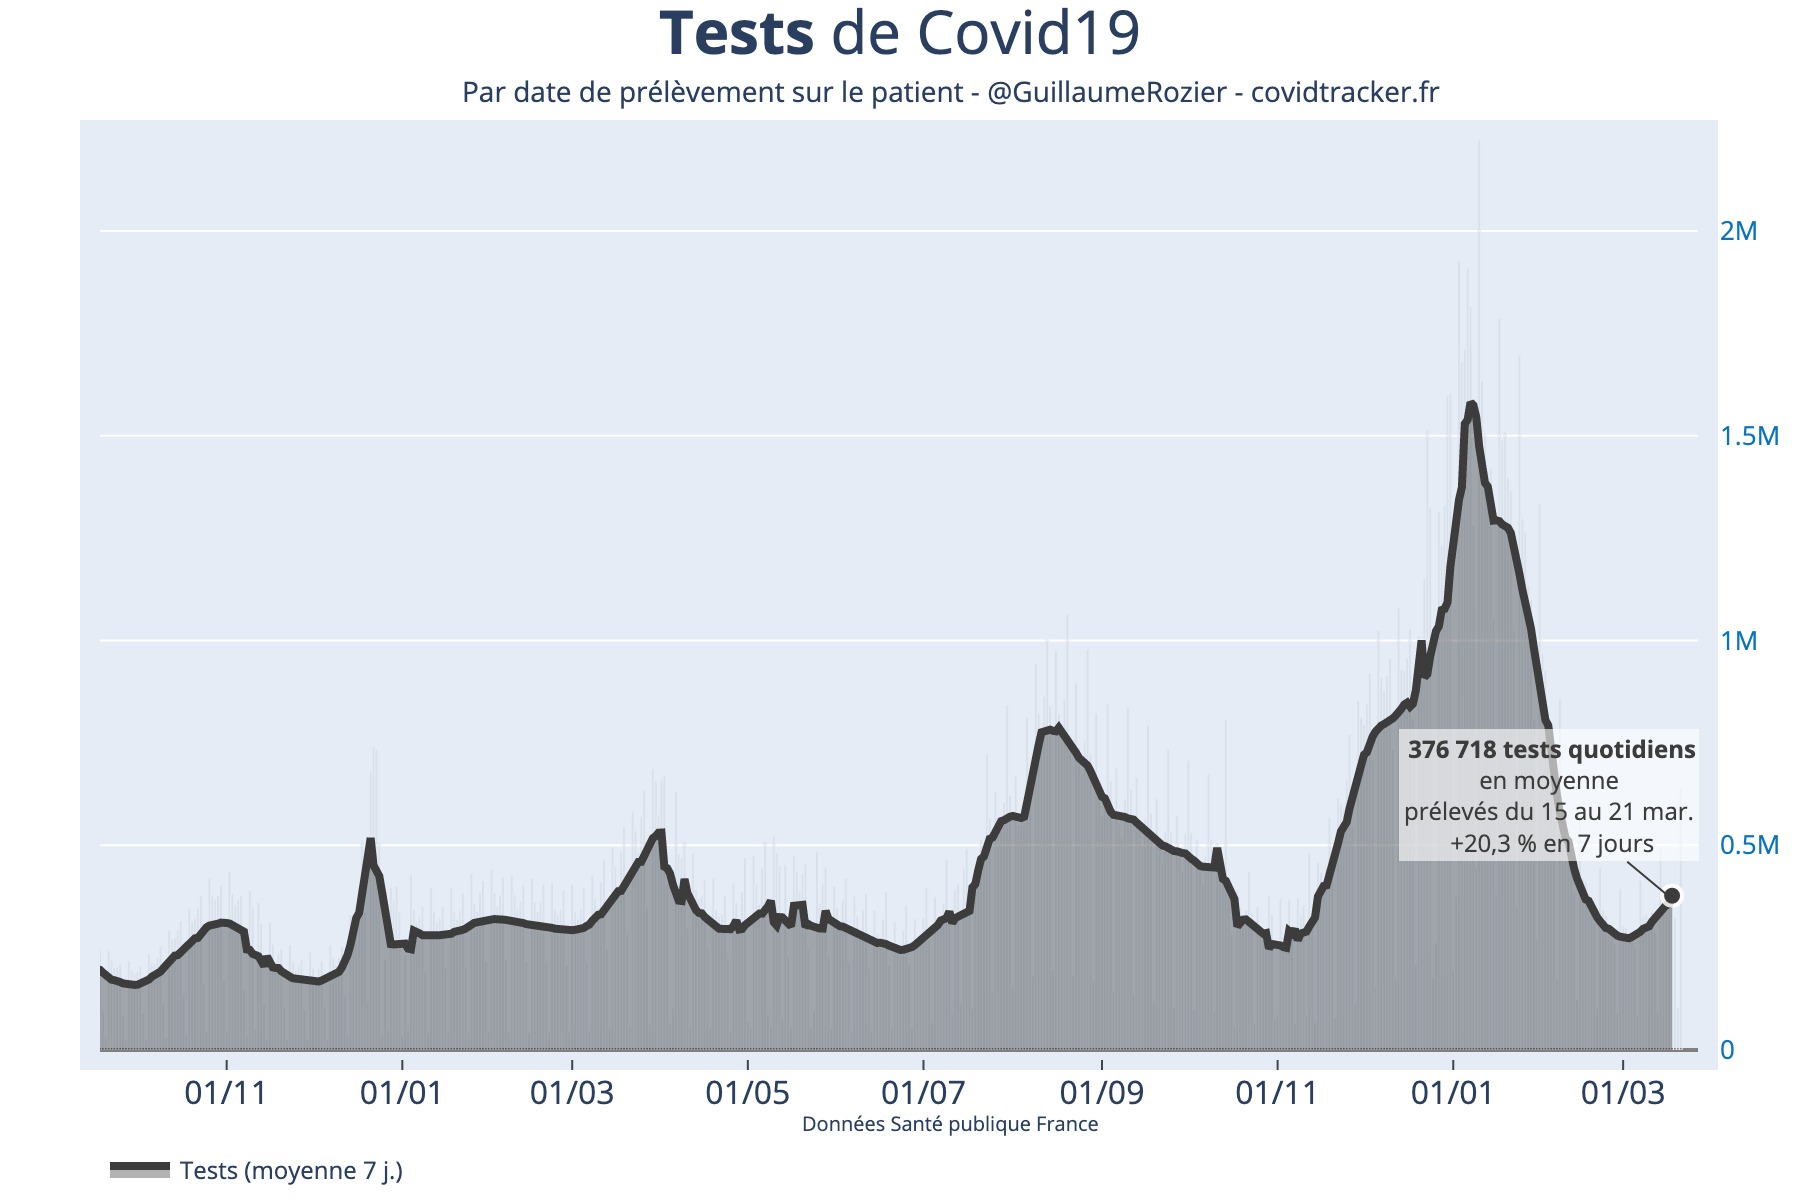 Tests de Covid19
Par date de prélèvement sur le patient - @GuillaumeRozier - covidtracker.fr
2M
1.5M
1M
376 718 tests quotidiens
en moyenne
prélevés du 15 au 21 mar.
+20,3 % en 7 jours
0.5M
0
01/11 01/01 01/03 01/05 01/07 01/09 01/11 01/01 01/03
Données Santé publique France
Tests (moyenne 7 j.)